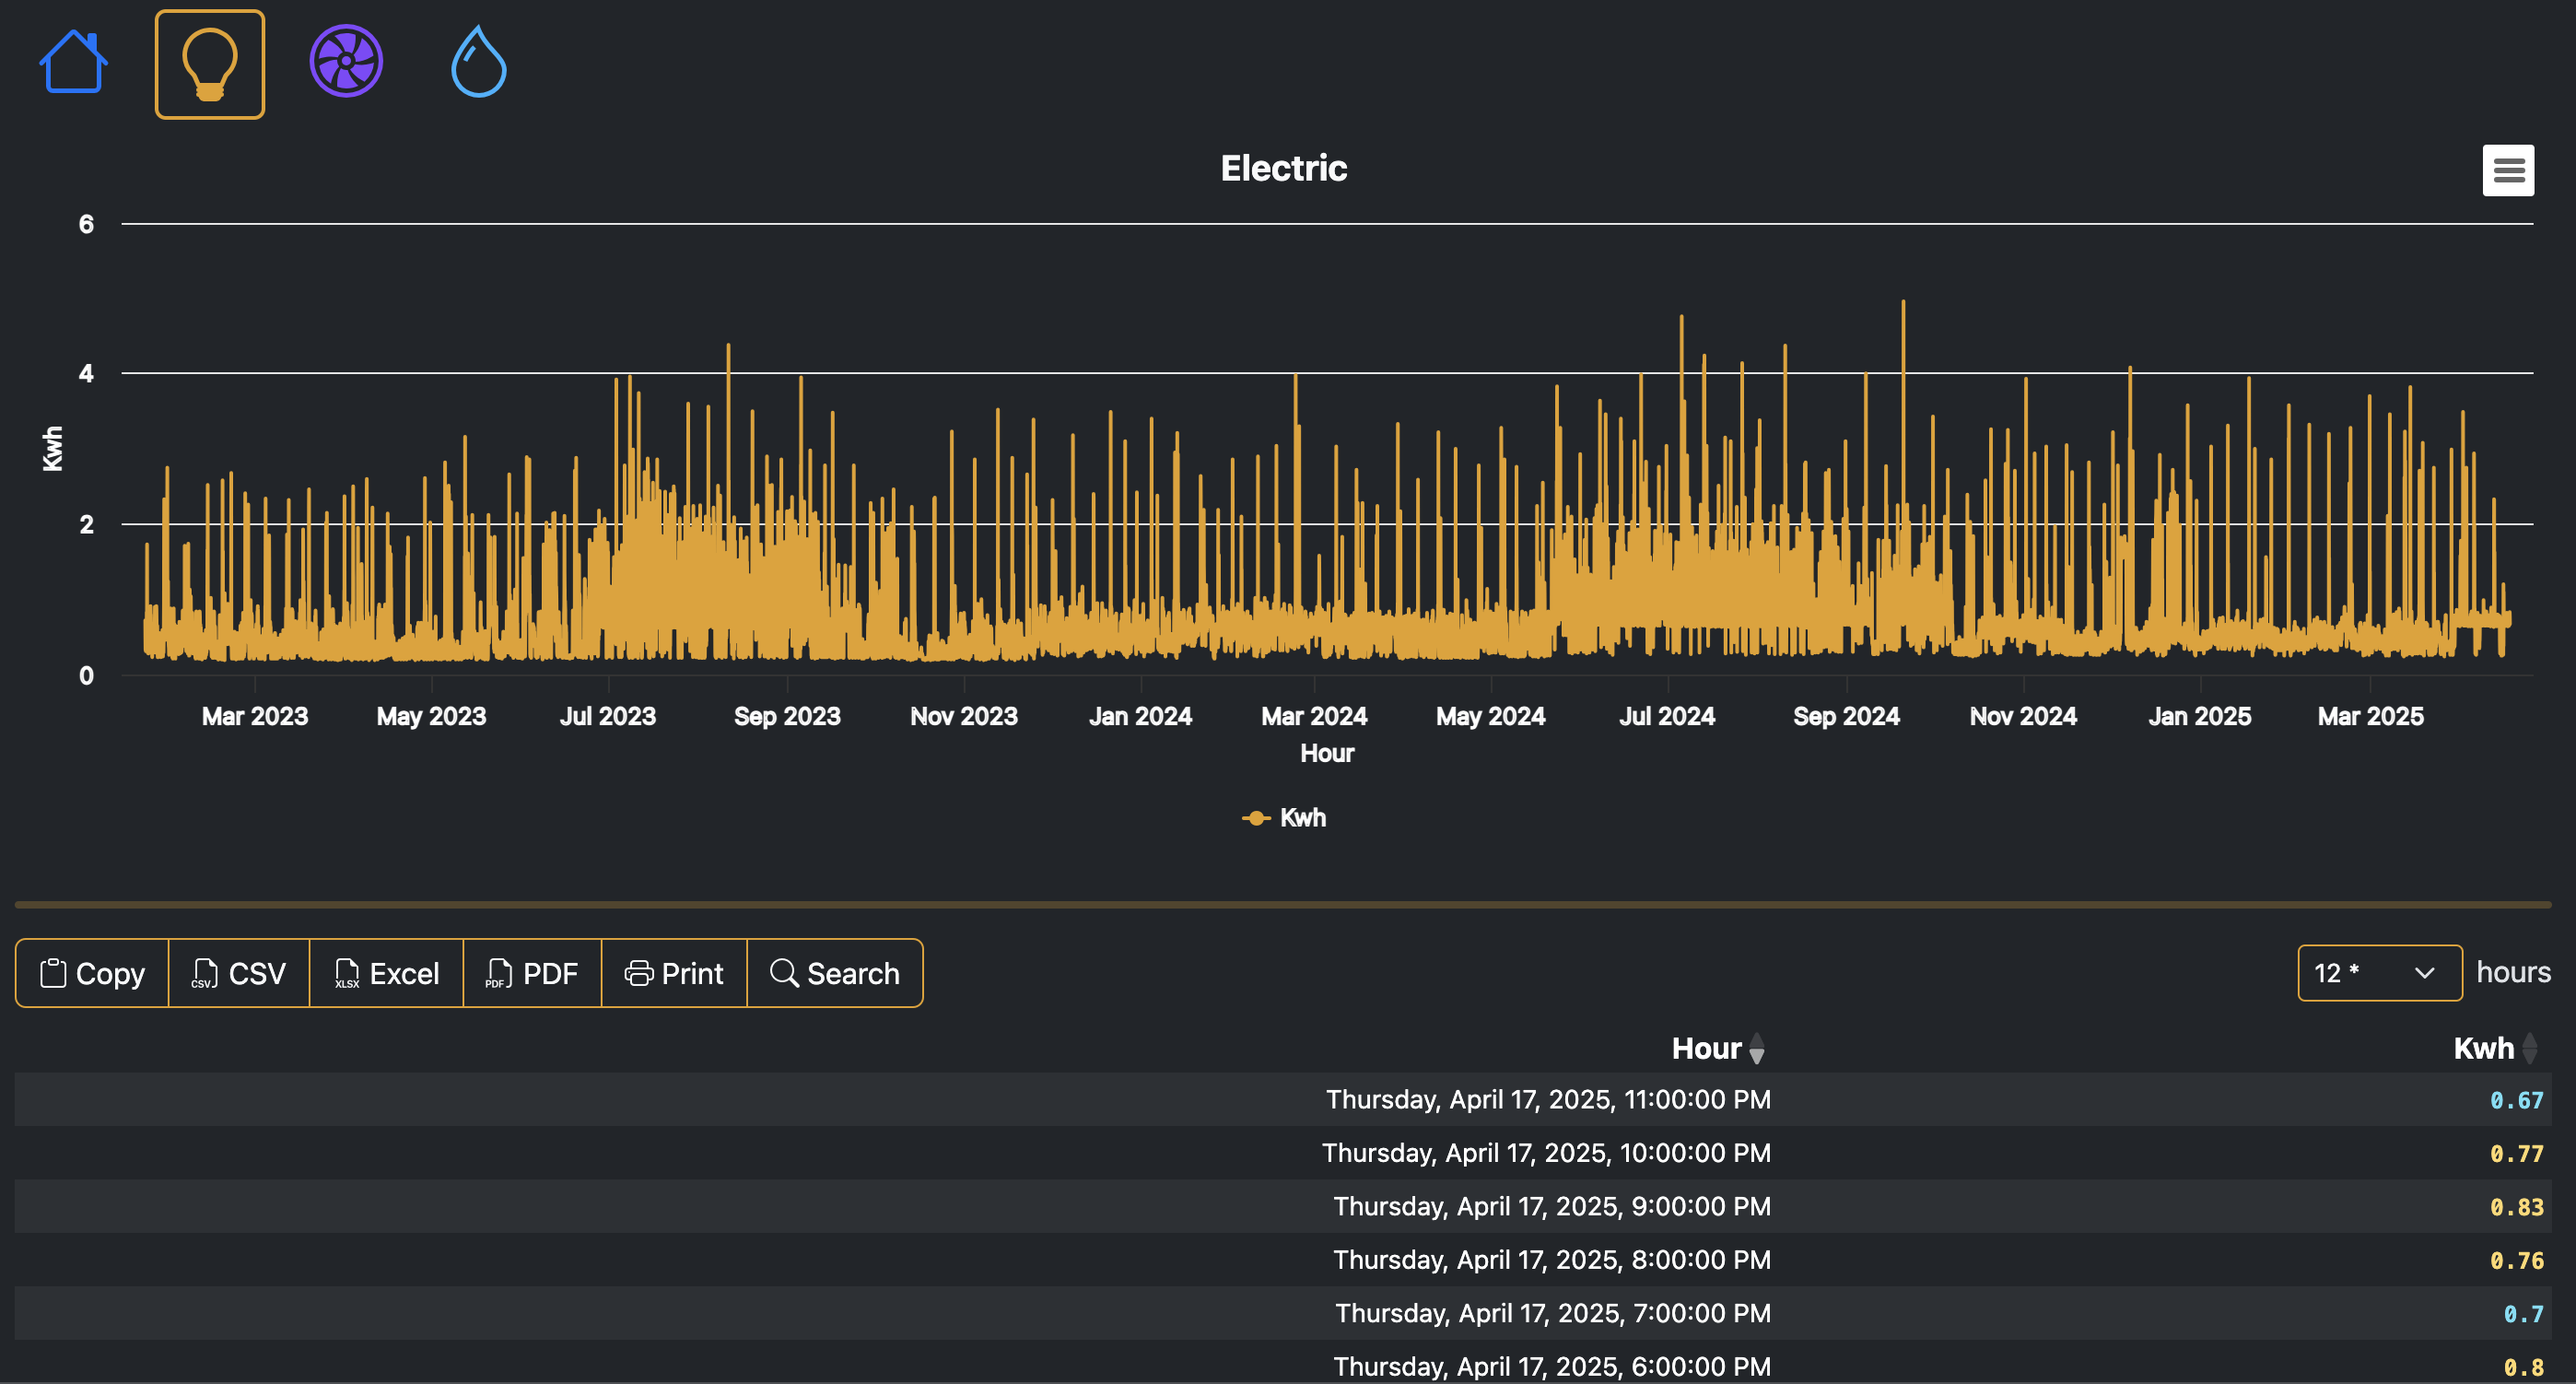 Electric
6
4
2
0
Kwh
Mar 2023 May 2023 Jul 2023 Sep 2023 Nov 2023 Jan 2024 Mar 2024 May 2024 Jul 2024 Sep 2024 Nov 2024 Jan 2025 Mar 2025
Hour
Kwh
Copy CSV CSV XLSX Excel PDF PDF Print Search 12 * hours
Hour Kwh
Thursday, April 17, 2025, 11:00:00 PM 0.67
Thursday, April 17, 2025, 10:00:00 PM 0.77
Thursday, April 17, 2025, 9:00:00 PM 0.83
Thursday, April 17, 2025, 8:00:00 PM 0.76
Thursday, April 17, 2025, 7:00:00 PM 0.7
Thursday, April 17, 2025, 6:00:00 PM 0.8